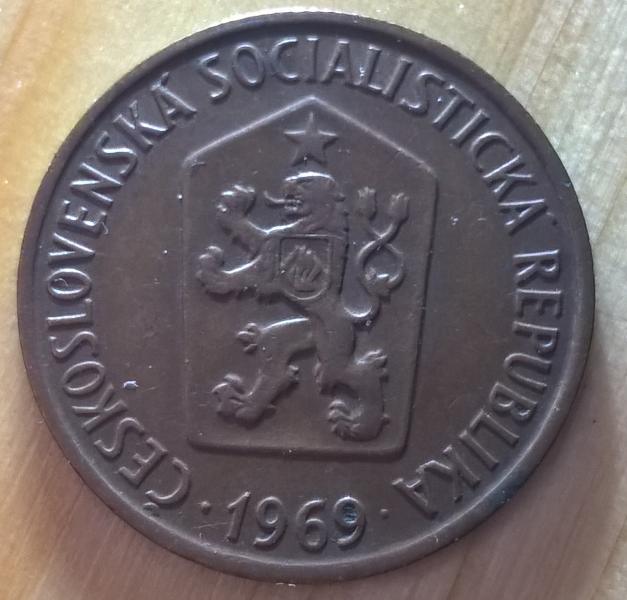 ČESKOSLOVENSKÁ SOCIALISTICKÁ REPUBLIKA
· 1969 ·